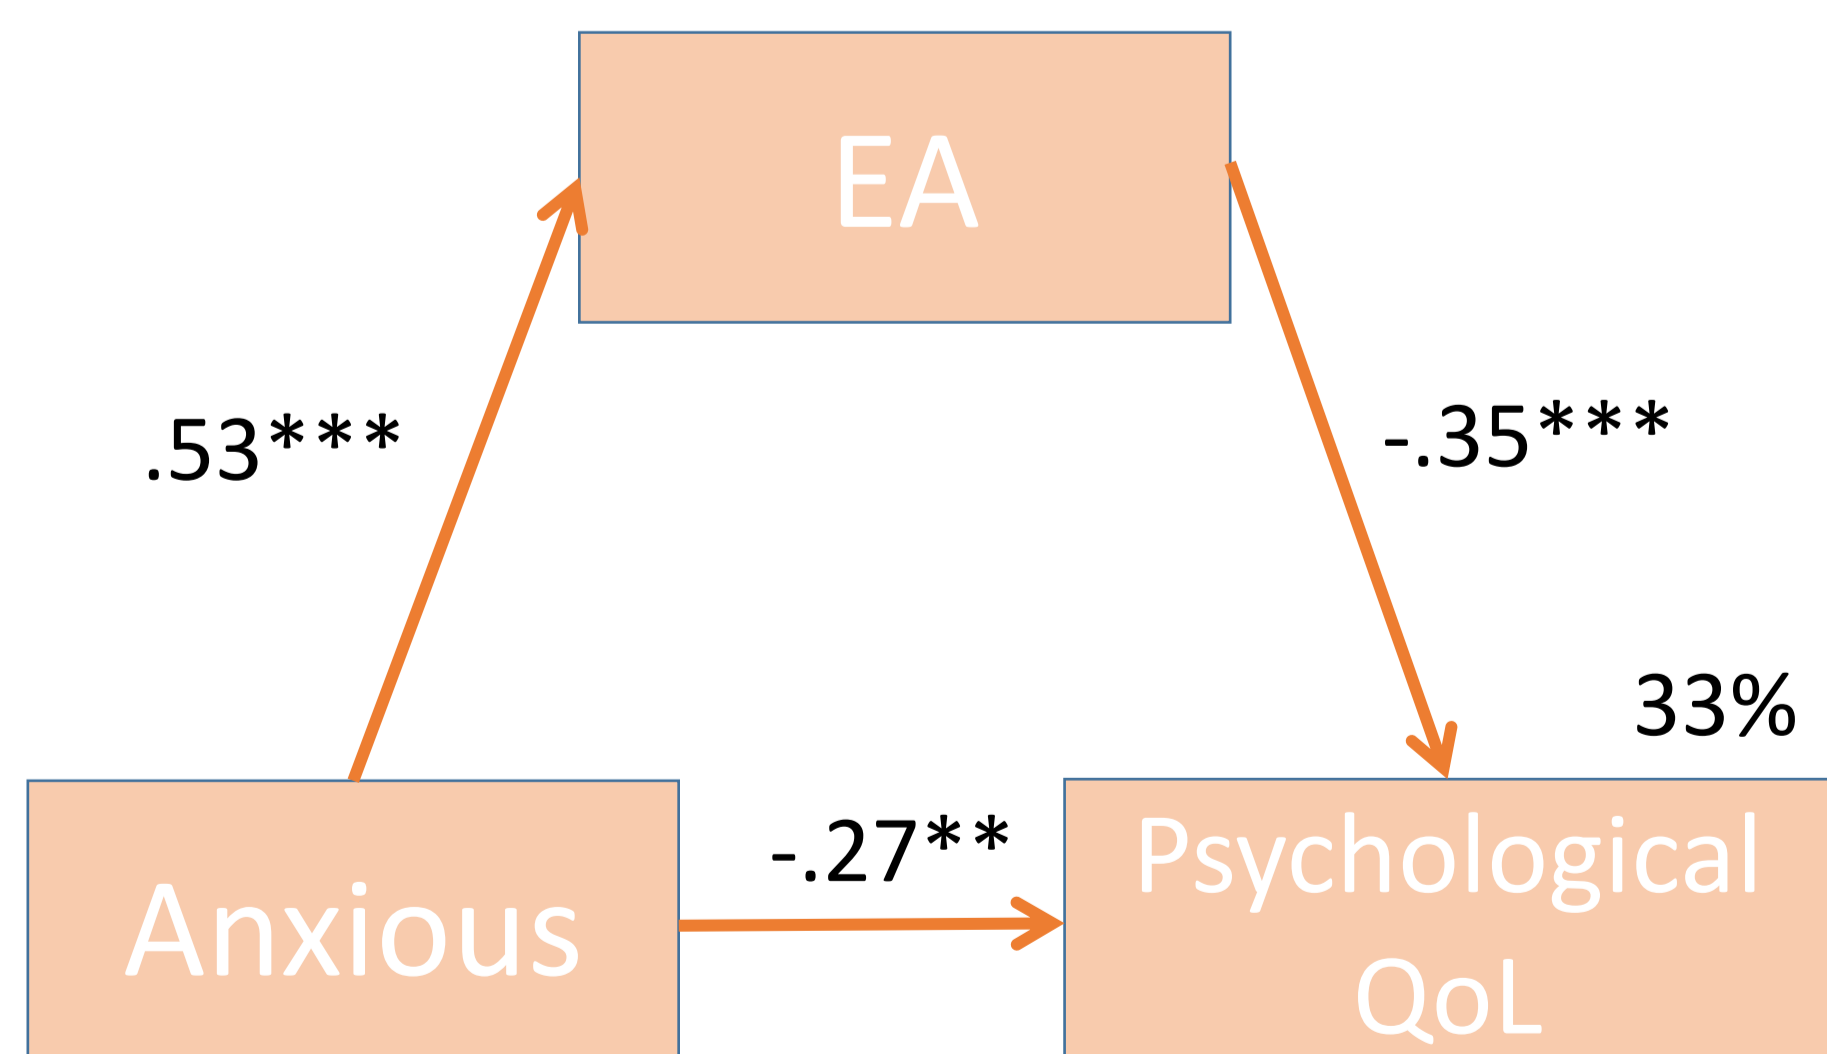 EA
.53***
-.35***
33%
-.27**
Anxious
Psychological
QoL